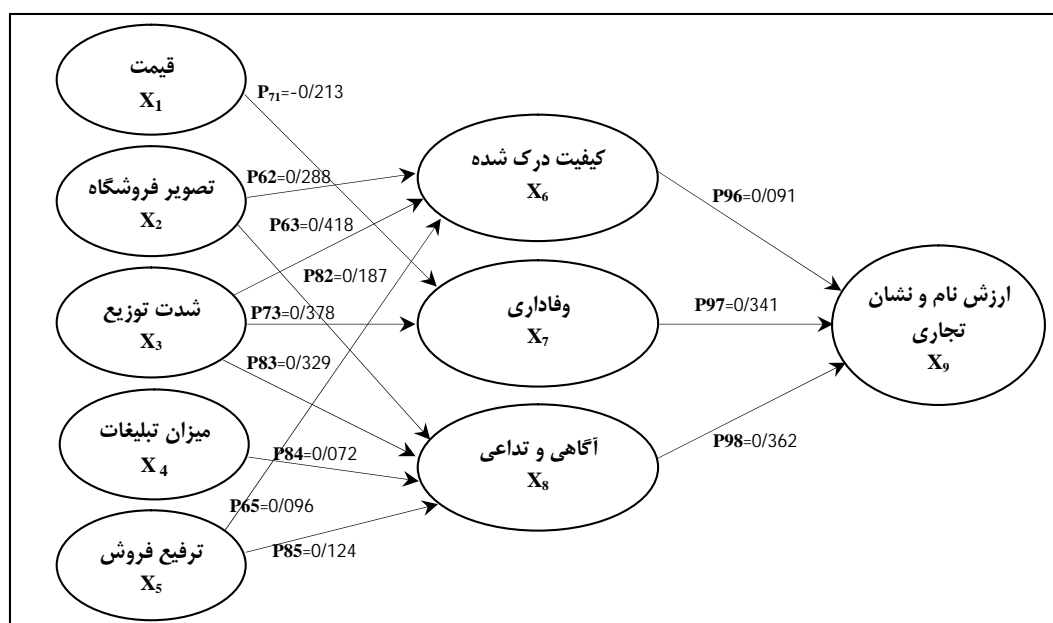 قیمت
X1
P71=-0/213
تصویر فروشگاه
X2
P62=0/288
P63=0/418
P82=0/187
شدت توزیع
X3
P73=0/378
P83=0/329
میزان تبلیغات
X 4
P84=0/072
P65=0/096
ترفیع فروش
X5
P85=0/124
کیفیت درک شده
X6
P96=0/091
وفاداری
X7
P97=0/341
آگاهی و تداعی
X8
P98=0/362
ارزش نام و نشان
تجاری
X9